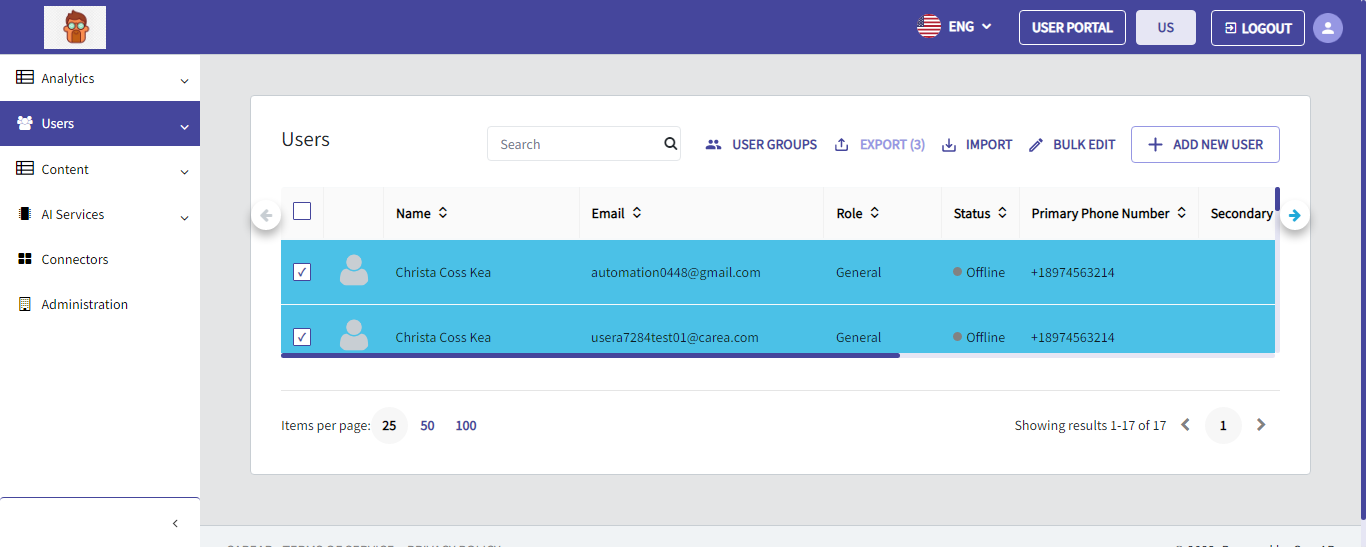 ENG
USER PORTAL
US
LOGOUT
Analytics
Users
Content
AI Services
Connectors
Administration
Users
Search
USER GROUPS
EXPORT (3)
IMPORT
BULK EDIT
ADD NEW USER
Name
Email
Role
Status
Primary Phone Number
Secondary
Christa Coss Kea
automation0448@gmail.com
General
Offline
+18974563214
Christa Coss Kea
usera7284test01@carea.com
General
Offline
+18974563214
Items per page:
25
50
100
Showing results 1-17 of 17
1